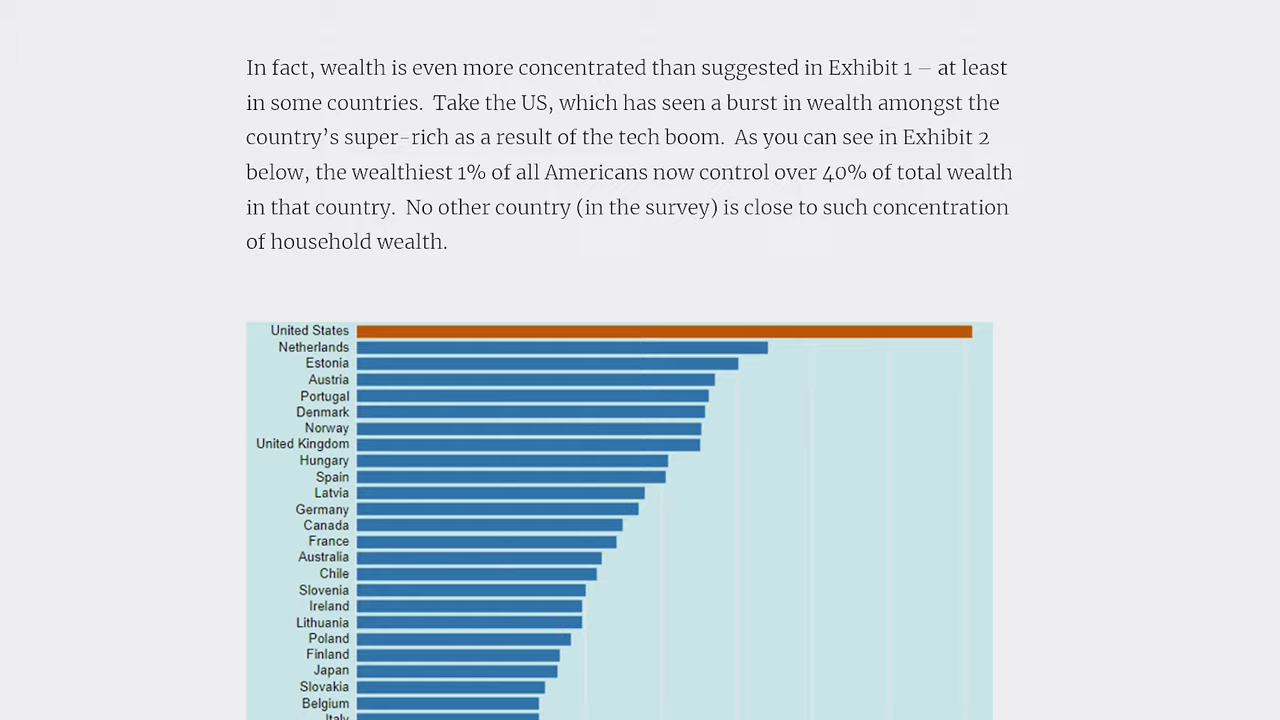 In fact, wealth is even more concentrated than suggested in Exhibit 1 – at least
in some countries.  Take the US, which has seen a burst in wealth amongst the
country’s super-rich as a result of the tech boom.  As you can see in Exhibit 2
below, the wealthiest 1% of all Americans now control over 40% of total wealth
in that country.  No other country (in the survey) is close to such concentration
of household wealth.
United States
Netherlands
Estonia
Austria
Portugal
Denmark
Norway
United Kingdom
Hungary
Spain
Latvia
Germany
Canada
France
Australia
Chile
Slovenia
Ireland
Lithuania
Poland
Finland
Japan
Slovakia
Belgium
Italy